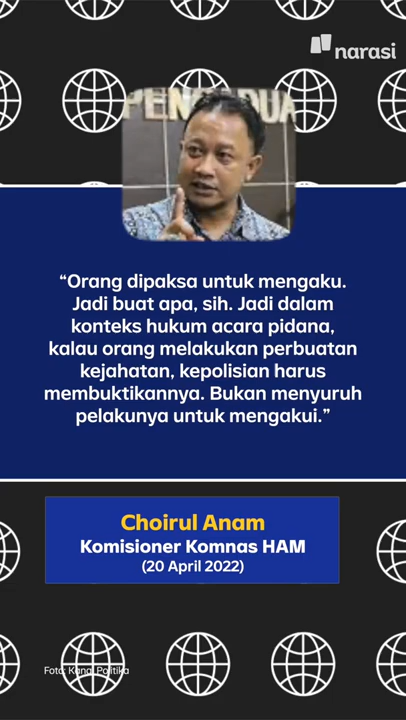 narasi
PENGADUA
“Orang dipaksa untuk mengaku.
Jadi buat apa, sih. Jadi dalam
konteks hukum acara pidana,
kalau orang melakukan perbuatan
kejahatan, kepolisian harus
membuktikannya. Bukan menyuruh
pelakunya untuk mengakui.”
Choirul Anam
Komisioner Komnas HAM
(20 April 2022)
Foto: Kanal Politika